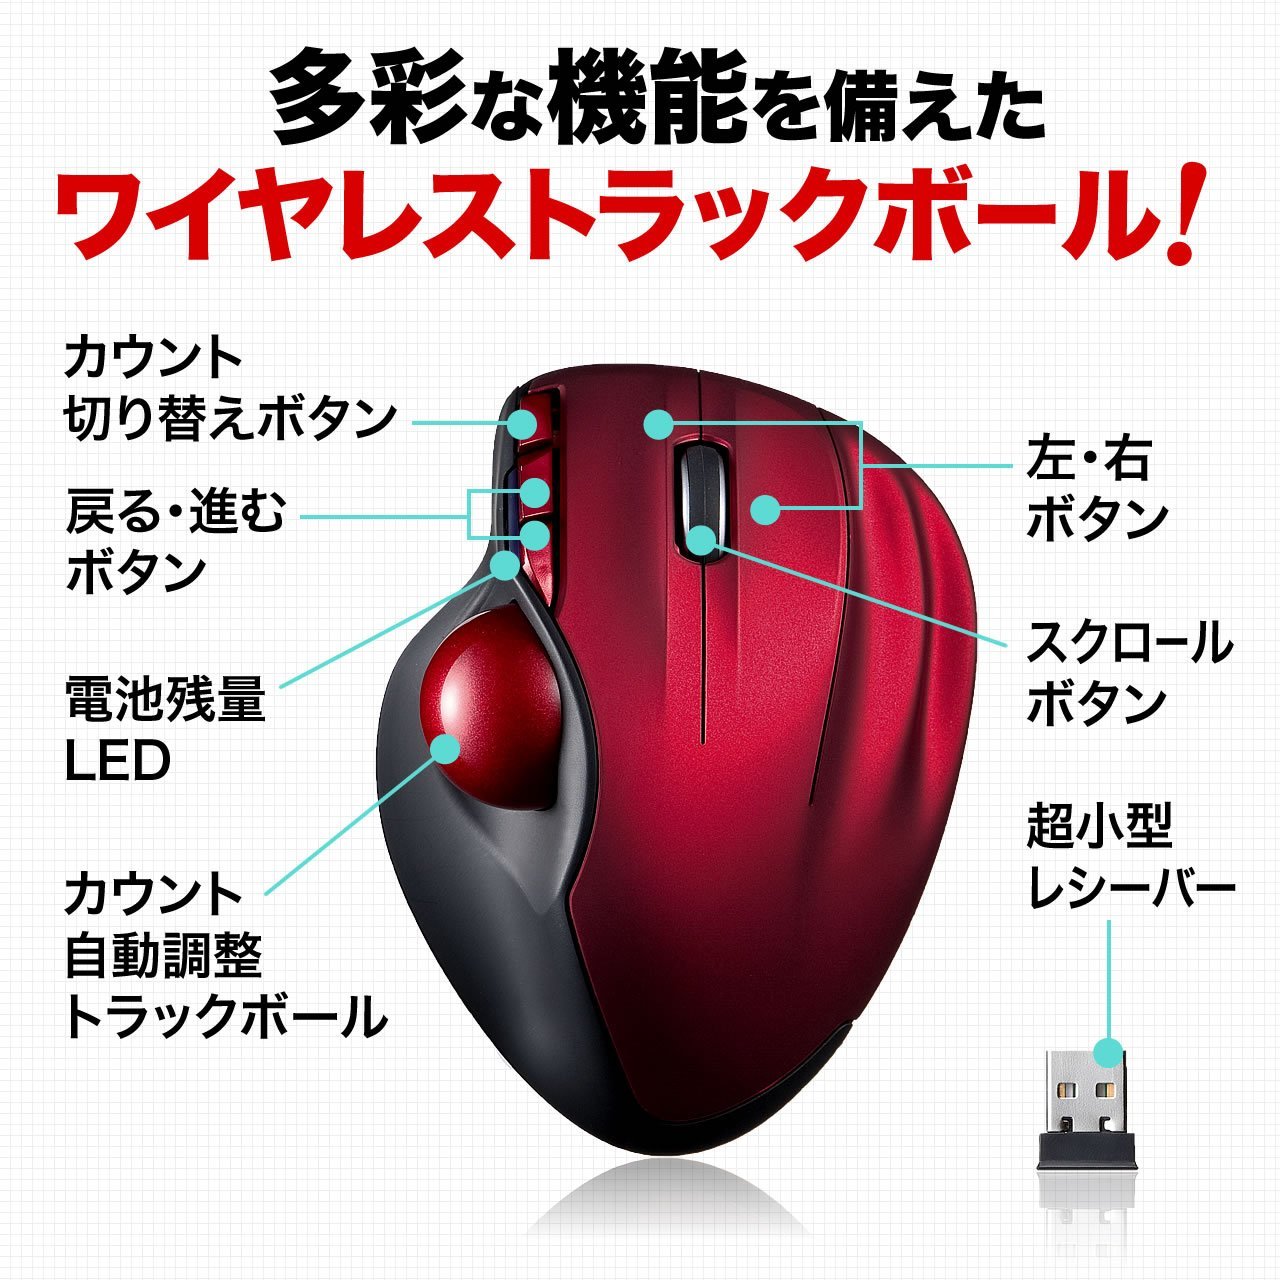 多彩な機能を備えた
ワイヤレストラックボール!
カウント
切り替えボタン
戻る・進む
ボタン
電池残量
LED
カウント
自動調整
トラックボール
左・右
ボタン
スクロール
ボタン
超小型
レシーバー